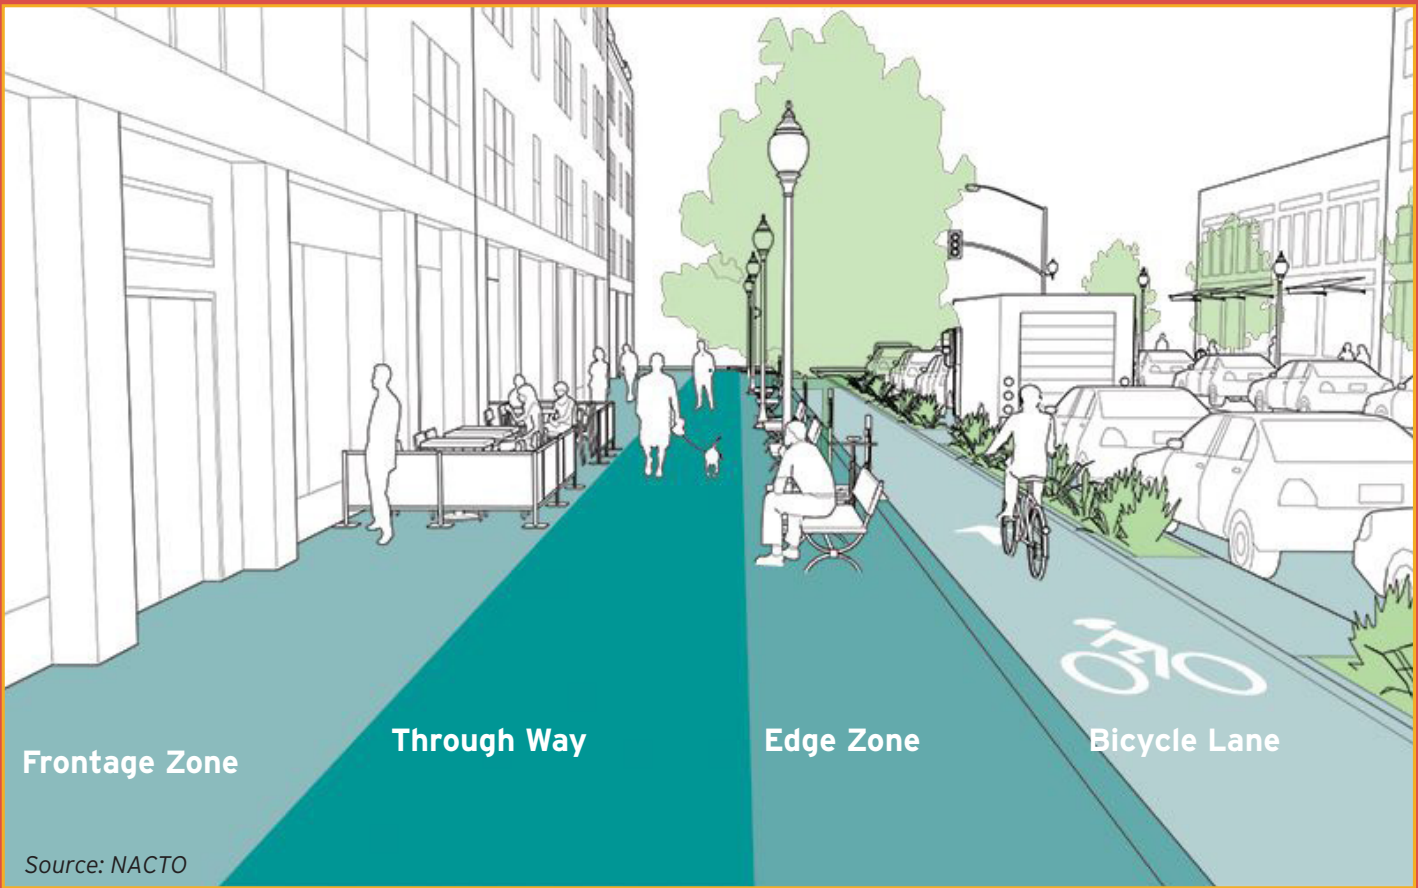 Frontage Zone
Through Way
Edge Zone
Bicycle Lane
Source: NACTO